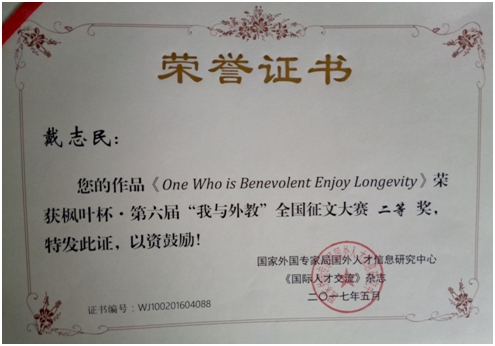 荣誉证书
戴志民：
您的作品《One Who is Benevolent Enjoy Longevity》荣
获枫叶杯·第六届“我与外教”全国征文大赛 二等 奖，
特发此证，以资鼓励！
国家外国专家局国外人才信息研究中心
《国际人才交流》杂志
二〇一七年五月
证书编号：WJ100201604088